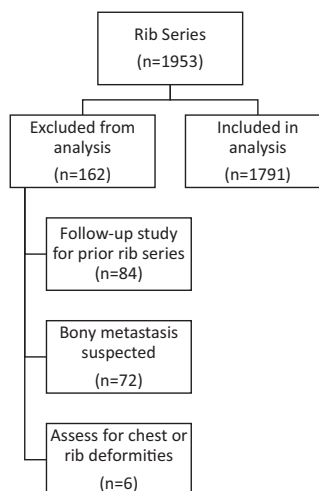 Rib Series
(n=1953)
Excluded from
analysis
(n=162)
Included in
analysis
(n=1791)
Follow-up study
for prior rib series
(n=84)
Bony metastasis
suspected
(n=72)
Assess for chest or
rib deformities
(n=6)